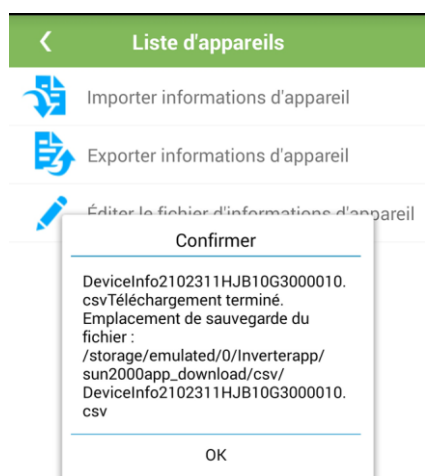 Liste d'appareils
Importer informations d'appareil
Exporter informations d'appareil
Éditer le fichier d'informations d'appareil
Confirmer
DeviceInfo2102311HJB10G3000010.
csvTéléchargement terminé.
Emplacement de sauvegarde du
fichier :
/storage/emulated/0/Inverterapp/
sun2000app_download/csv/
DeviceInfo2102311HJB10G3000010.
csv
OK